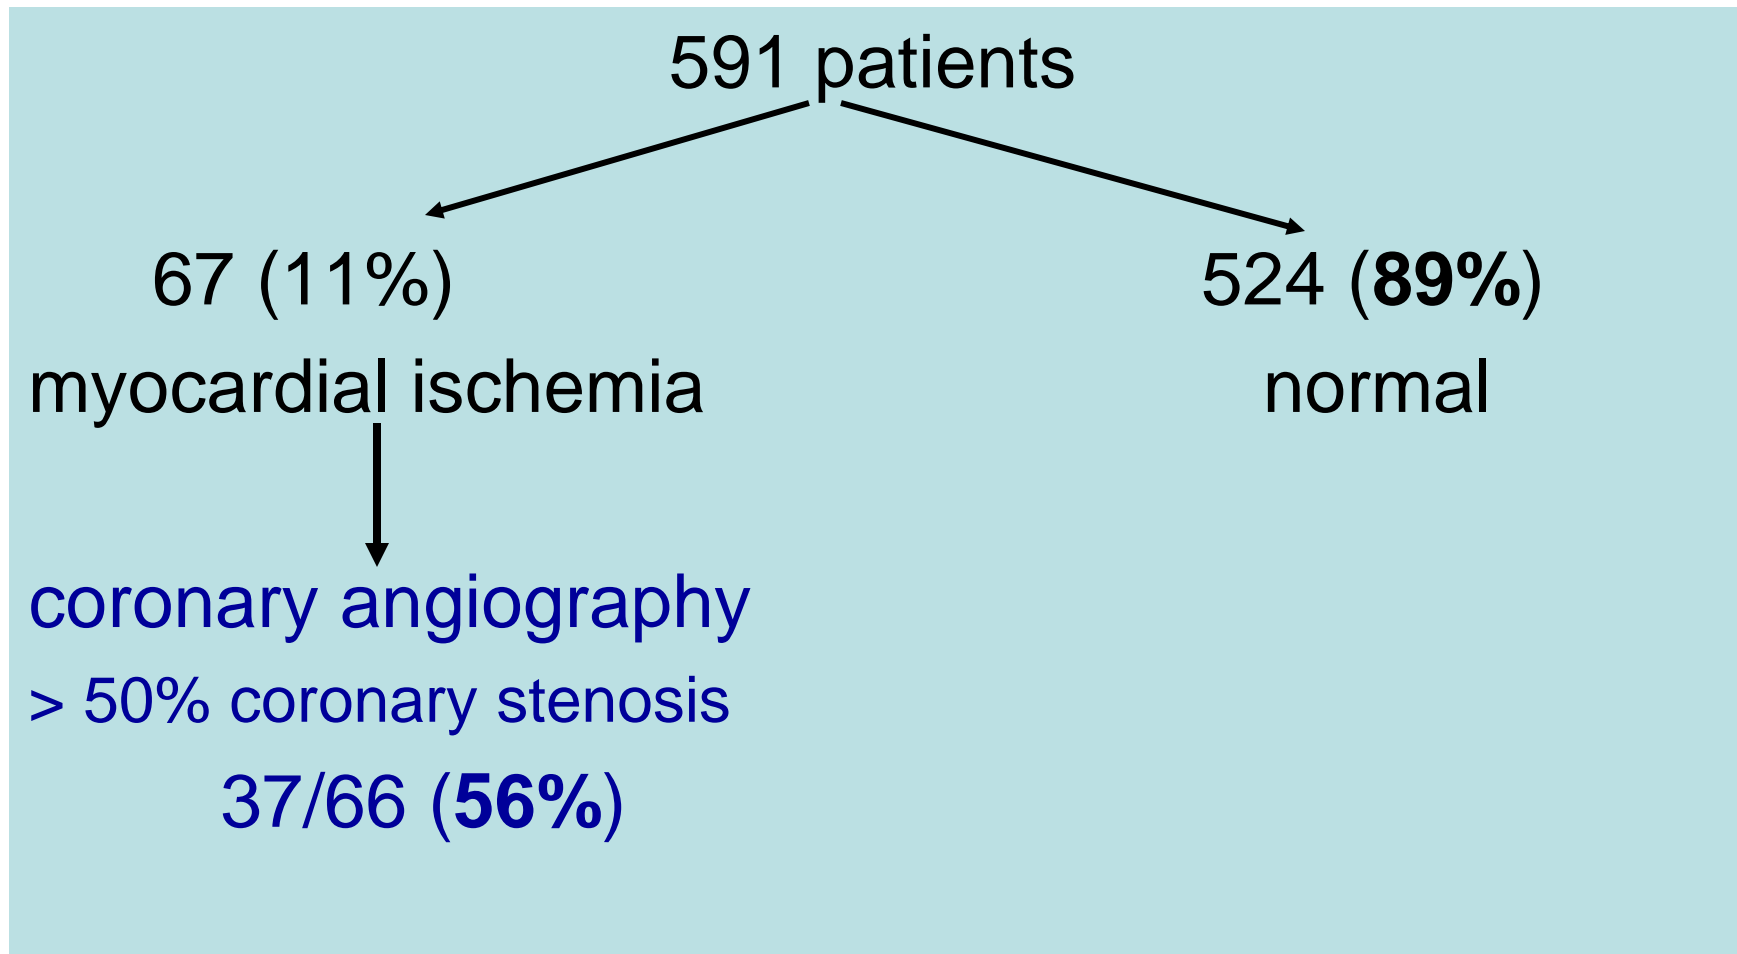 591 patients
67 (11%)
524 (89%)
myocardial ischemia
normal
coronary angiography
> 50% coronary stenosis
37/66 (56%)